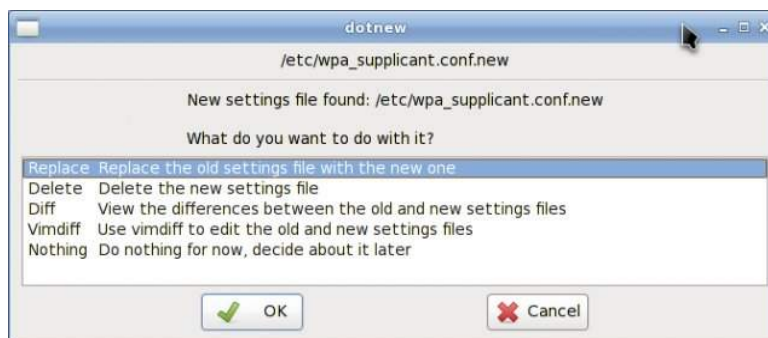 dotnew
/etc/wpa_supplicant.conf.new
New settings file found: /etc/wpa_supplicant.conf.new
What do you want to do with it?
Replace Replace the old settings file with the new one
Delete Delete the new settings file
Diff View the differences between the old and new settings files
Vimdiff Use vimdiff to edit the old and new settings files
Nothing Do nothing for now, decide about it later
OK Cancel